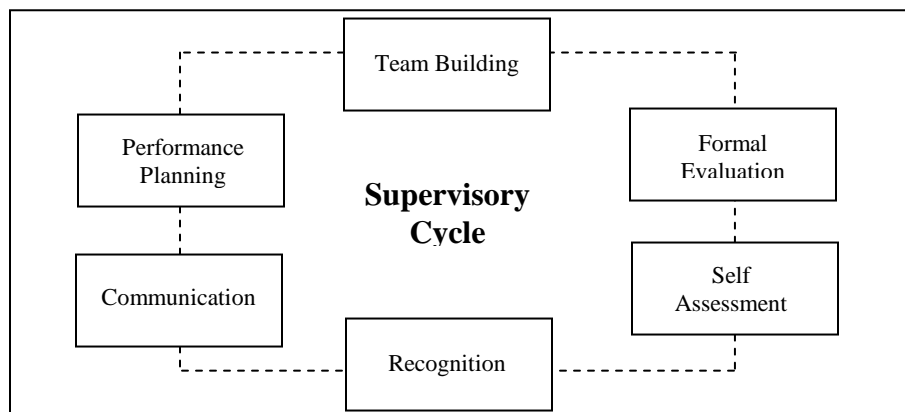 Team Building
Performance
Planning
Formal
Evaluation
Supervisory
Cycle
Communication
Self
Assessment
Recognition